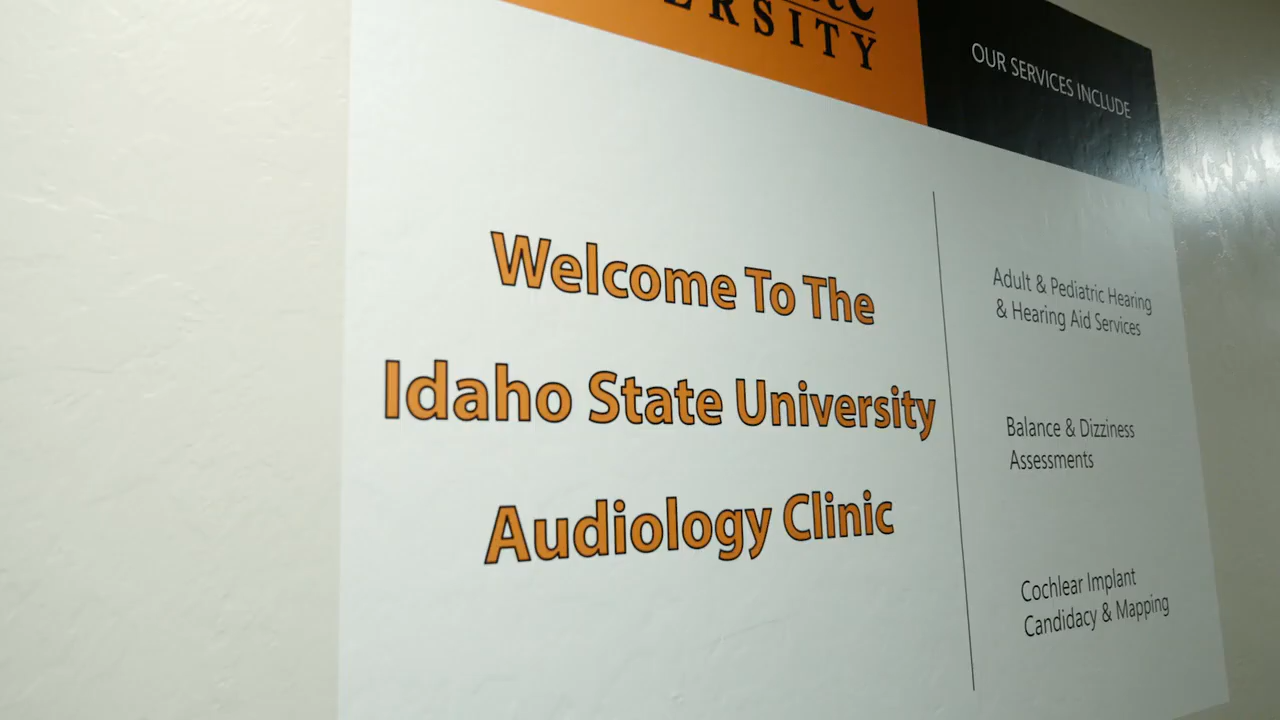 ERSITY
OUR SERVICES INCLUDE
Welcome To The
Idaho State University
Audiology Clinic
Adult & Pediatric Hearing
& Hearing Aid Services
Balance & Dizziness
Assessments
Cochlear Implant
Candidacy & Mapping